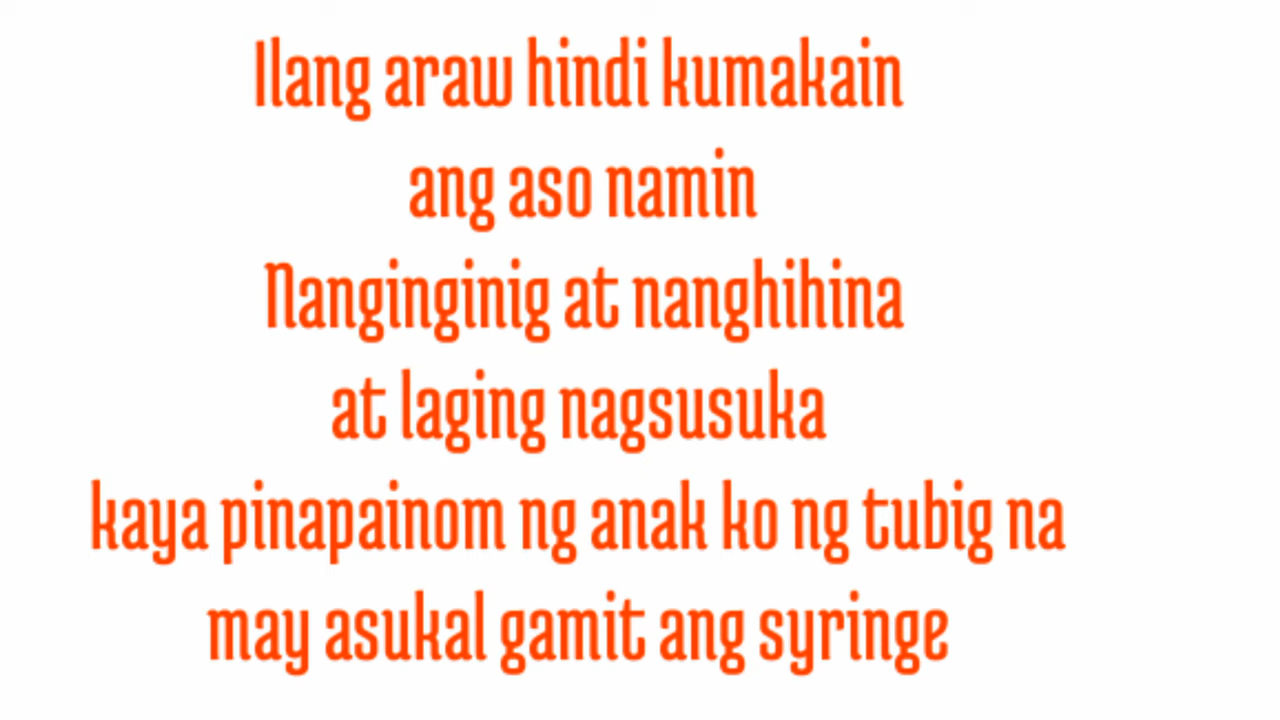 Ilang araw hindi kumakain
ang aso namin
Nanginginig at nanghihina
at laging nagsusuka
kaya pinapainom ng anak ko ng tubig na
may asukal gamit ang syringe